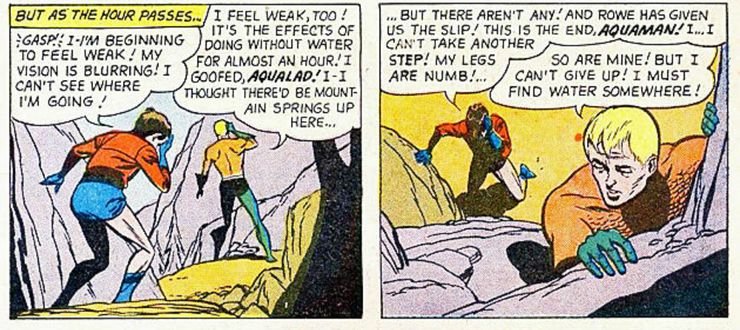 BUT AS THE HOUR PASSES...
GASP! I-I'M BEGINNING
TO FEEL WEAK! MY
VISION IS BLURRING! I
CAN'T SEE WHERE
I'M GOING!
I FEEL WEAK, TOO!
IT'S THE EFFECTS OF
DOING WITHOUT WATER
FOR ALMOST AN HOUR! I
GOOFED, AQUALAD! I-I
THOUGHT THERE'D BE MOUNT-
AIN SPRINGS UP
HERE...
...BUT THERE AREN'T ANY! AND ROWE HAS GIVEN
US THE SLIP! THIS IS THE END, AQUAMAN! I...I
CAN'T TAKE ANOTHER
STEP! MY LEGS
ARE NUMB!...
SO ARE MINE! BUT I
CAN'T GIVE UP! I MUST
FIND WATER SOMEWHERE!